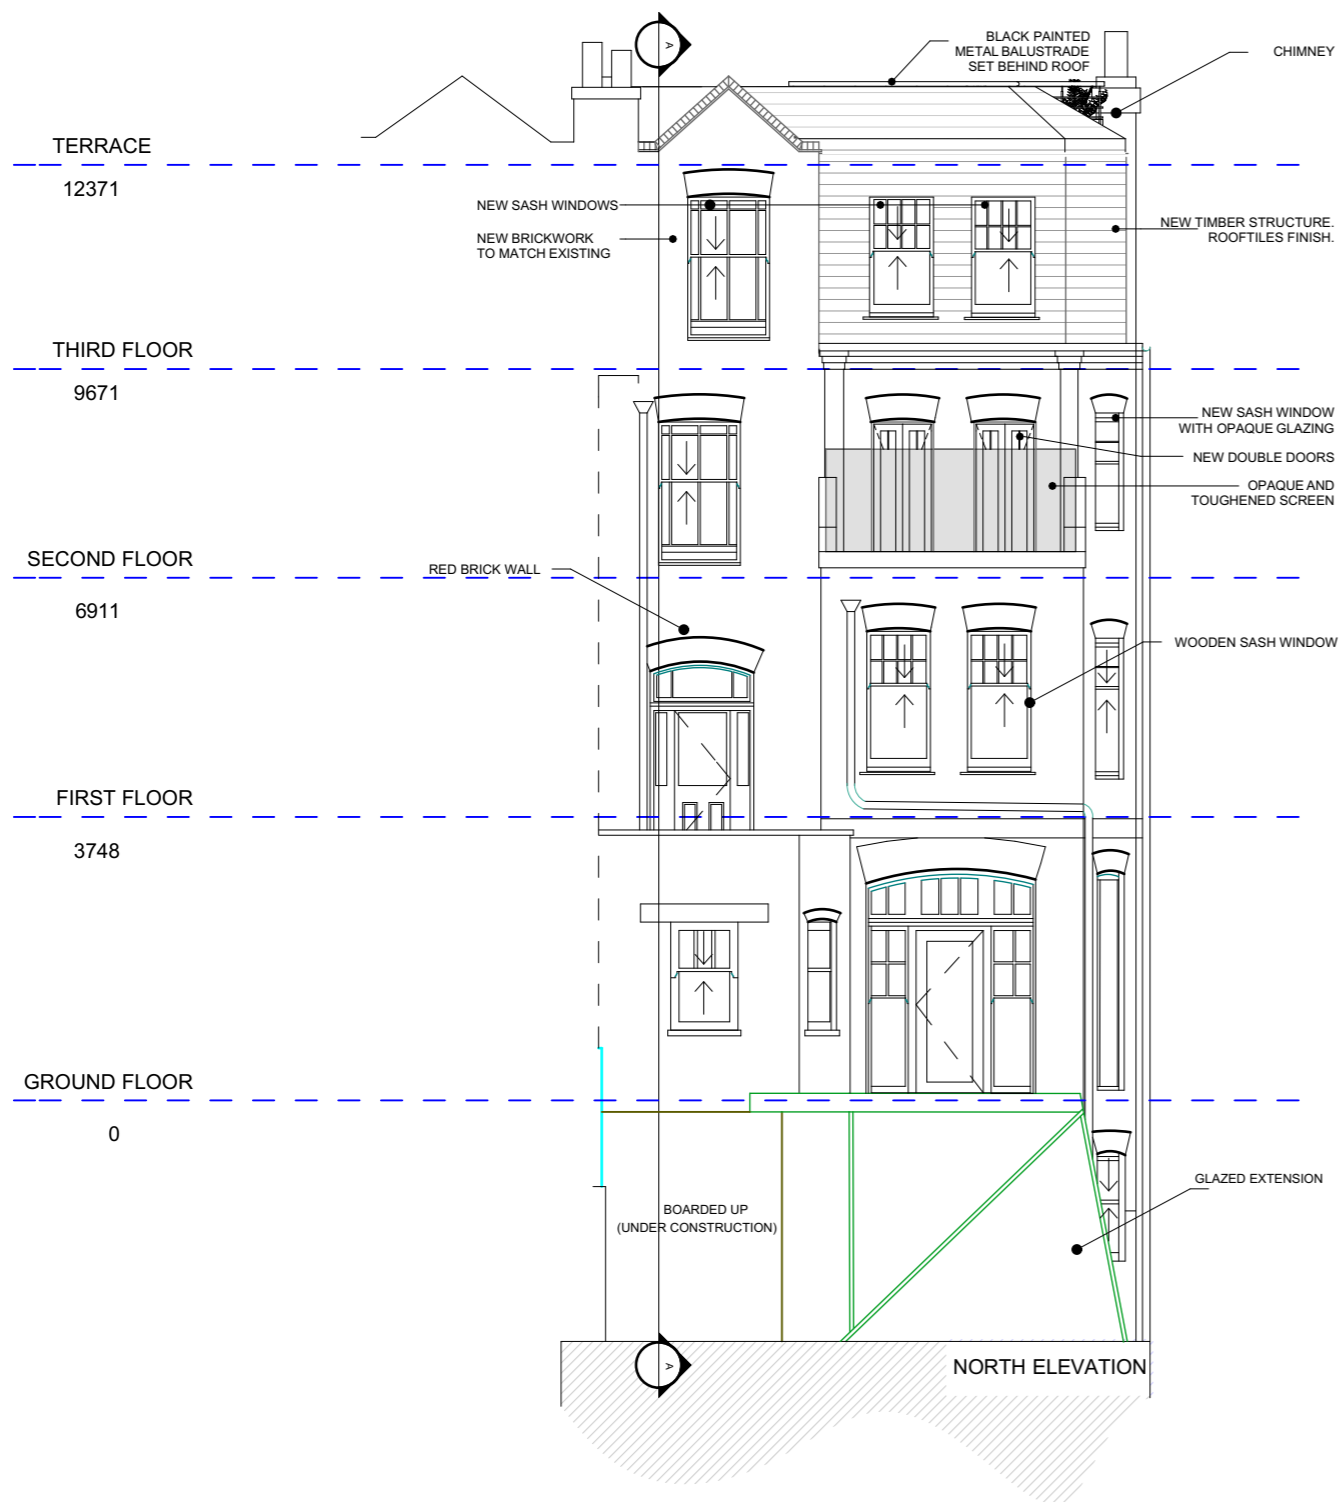 BLACK PAINTED
METAL BALUSTRADE
SET BEHIND ROOF
CHIMNEY
A
TERRACE
12371
NEW SASH WINDOWS
NEW BRICKWORK
TO MATCH EXISTING
NEW TIMBER STRUCTURE.
ROOFTILES FINISH.
THIRD FLOOR
9671
NEW SASH WINDOW
WITH OPAQUE GLAZING
NEW DOUBLE DOORS
OPAQUE AND
TOUGHENED SCREEN
SECOND FLOOR
6911
RED BRICK WALL
WOODEN SASH WINDOW
FIRST FLOOR
3748
GROUND FLOOR
0
GLAZED EXTENSION
BOARDED UP
(UNDER CONSTRUCTION)
A
NORTH ELEVATION